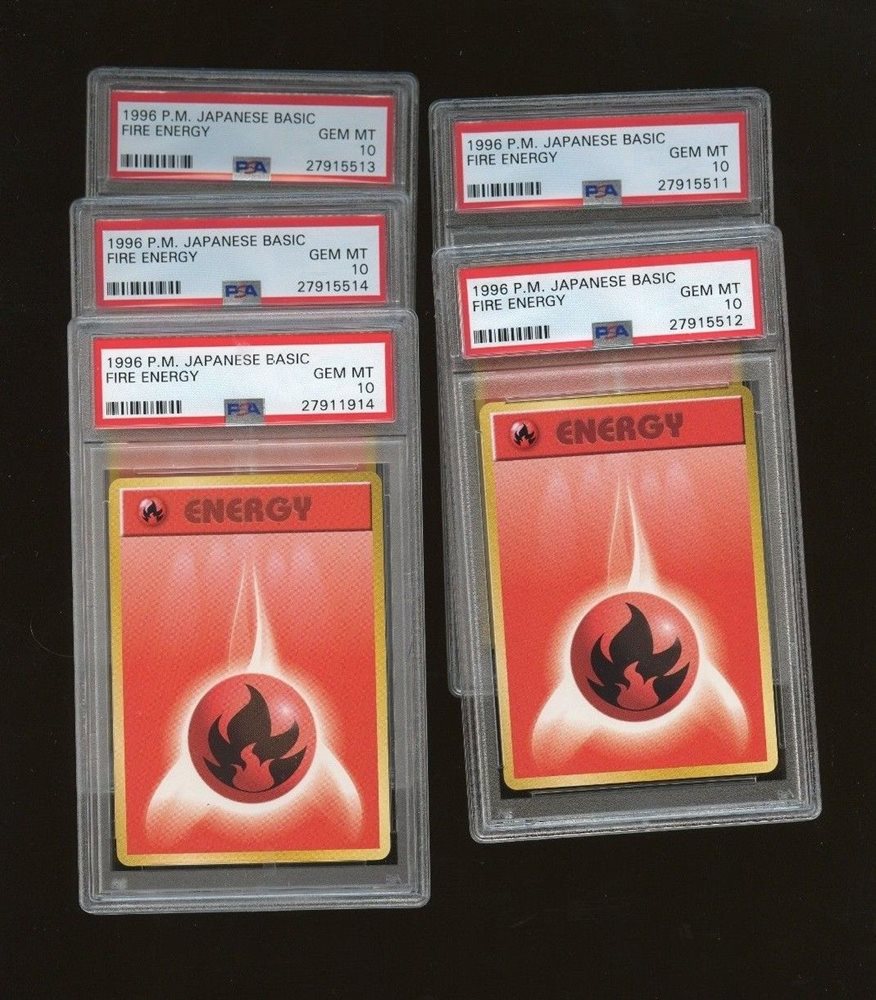 1996 P.M. JAPANESE BASIC
FIRE ENERGY
GEM MT
10
PSA
27915513
1996 P.M. JAPANESE BASIC
FIRE ENERGY
GEM MT
10
PSA
27915514
1996 P.M. JAPANESE BASIC
FIRE ENERGY
GEM MT
10
PSA
27911914
ENERGY
1996 P.M. JAPANESE BASIC
FIRE ENERGY
GEM MT
10
PSA
27915511
1996 P.M. JAPANESE BASIC
FIRE ENERGY
GEM MT
10
PSA
27915512
ENERGY